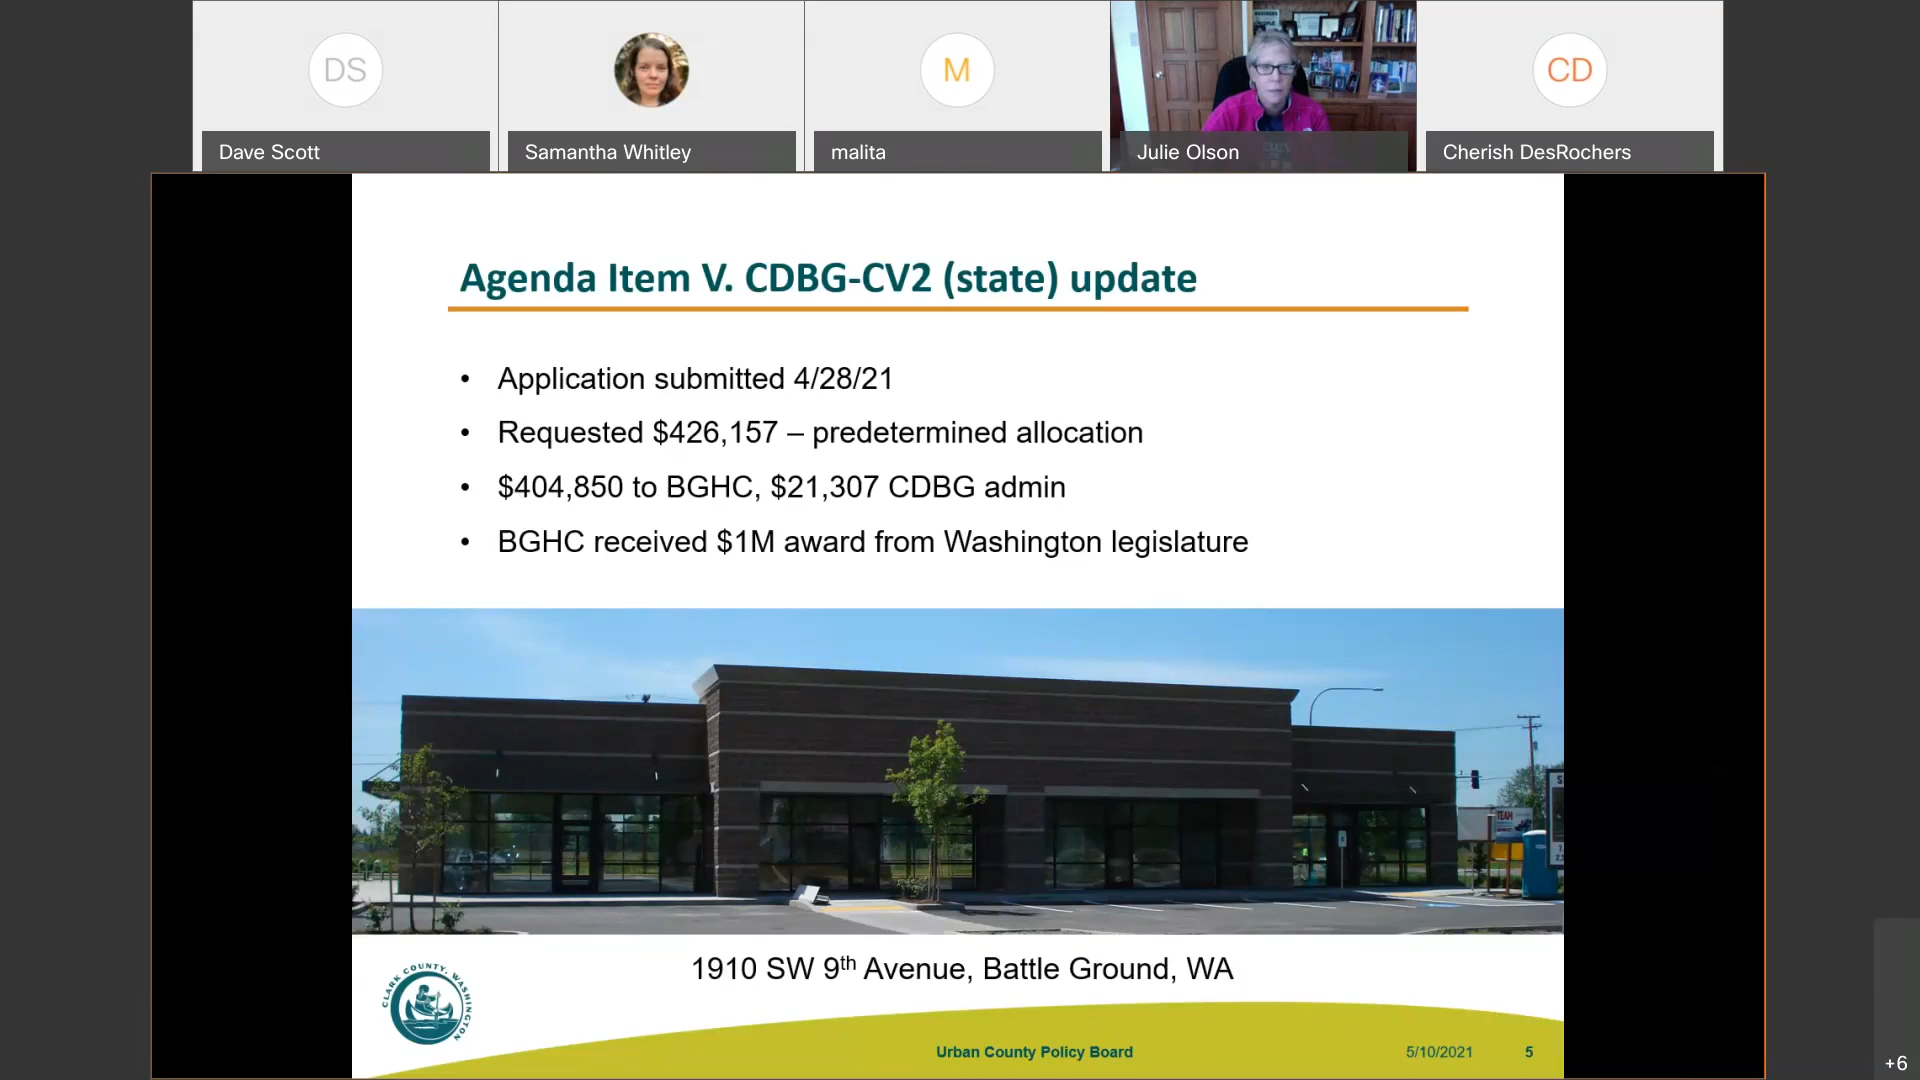 DS
M
CD
Dave Scott
Samantha Whitley
malita
Julie Olson
Cherish DesRochers
Agenda Item V. CDBG-CV2 (state) update
• Application submitted 4/28/21
• Requested $426,157 – predetermined allocation
• $404,850 to BGHC, $21,307 CDBG admin
• BGHC received $1M award from Washington legislature
TEAM
1910 SW 9th Avenue, Battle Ground, WA
CLARK COUNTY, WASHINGTON
Urban County Policy Board
5/10/2021
5
+6